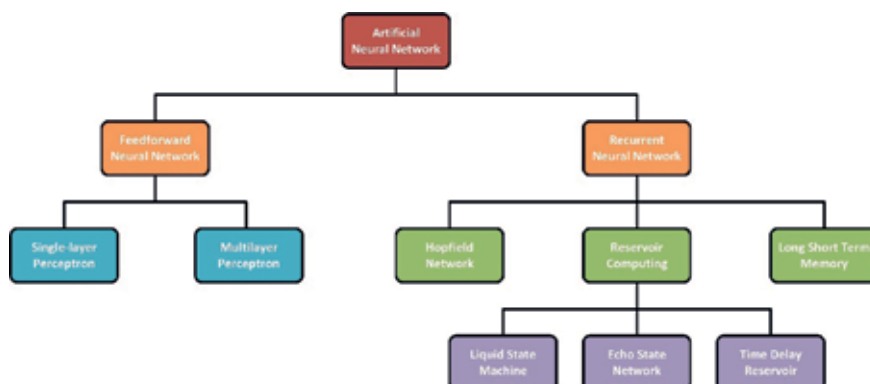 Artificial
Neural Network
Feedforward
Neural Network
Recurrent
Neural Network
Single-layer
Perceptron
Multilayer
Perceptron
Hopfield
Network
Reservoir
Computing
Long Short Term
Memory
Liquid State
Machine
Echo State
Network
Time Delay
Reservoir